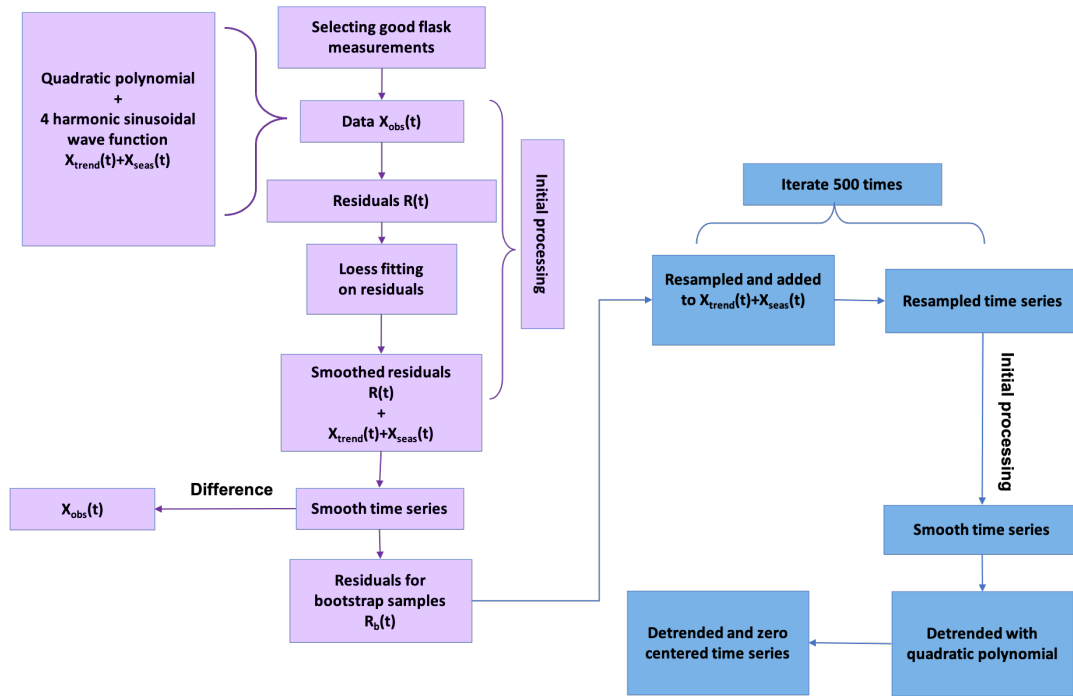 Selecting good flask
measurements
Quadratic polynomial
+
4 harmonic sinusoidal
wave function
Xtrend(t)+Xseas(t)
Data Xobs(t)
Residuals R(t)
Loess fitting
on residuals
Smoothed residuals
R(t)
+
Xtrend(t)+Xseas(t)
Initial processing
Difference
Xobs(t)
Smooth time series
Residuals for
bootstrap samples
Rb(t)
Iterate 500 times
Resampled and added
to Xtrend(t)+Xseas(t)
Resampled time series
Initial processing
Smooth time series
Detrended with
quadratic polynomial
Detrended and zero
centered time series